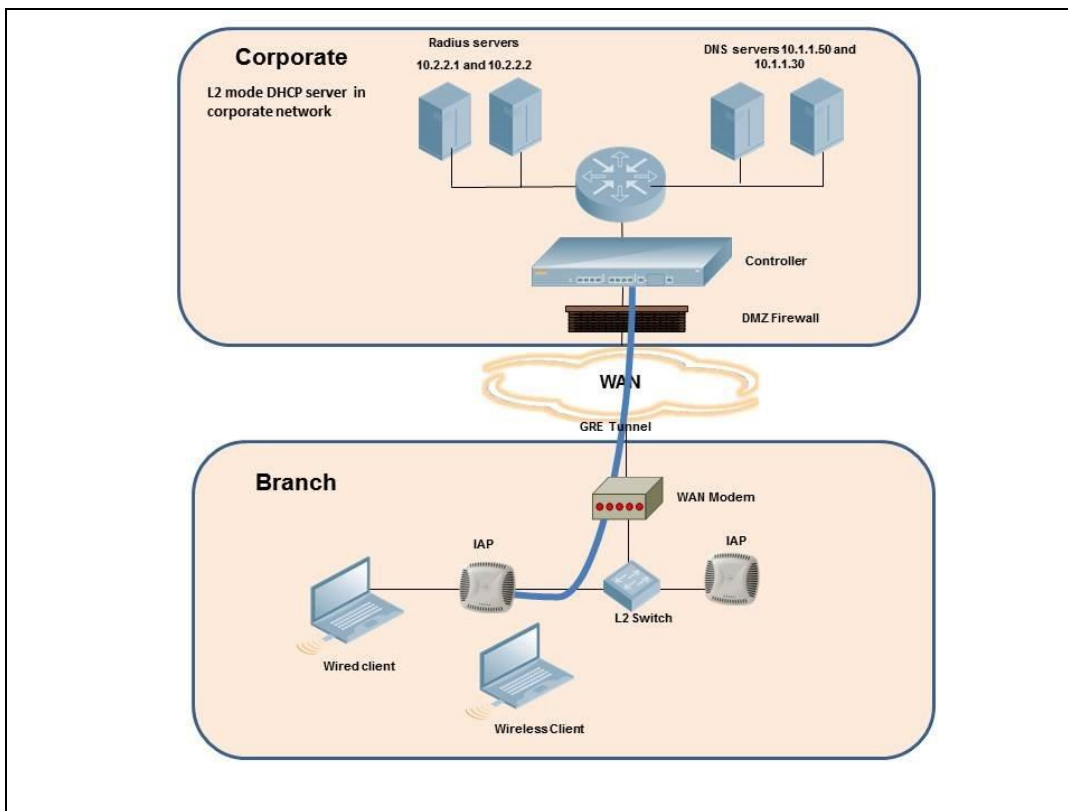 Corporate
L2 mode DHCP server in
corporate network
Radius servers
10.2.2.1 and 10.2.2.2
DNS servers 10.1.1.50 and
10.1.1.30
Controller
DMZ Firewall
WAN
GRE Tunnel
Branch
WAN Modem
IAP
IAP
L2 Switch
Wired client
Wireless Client